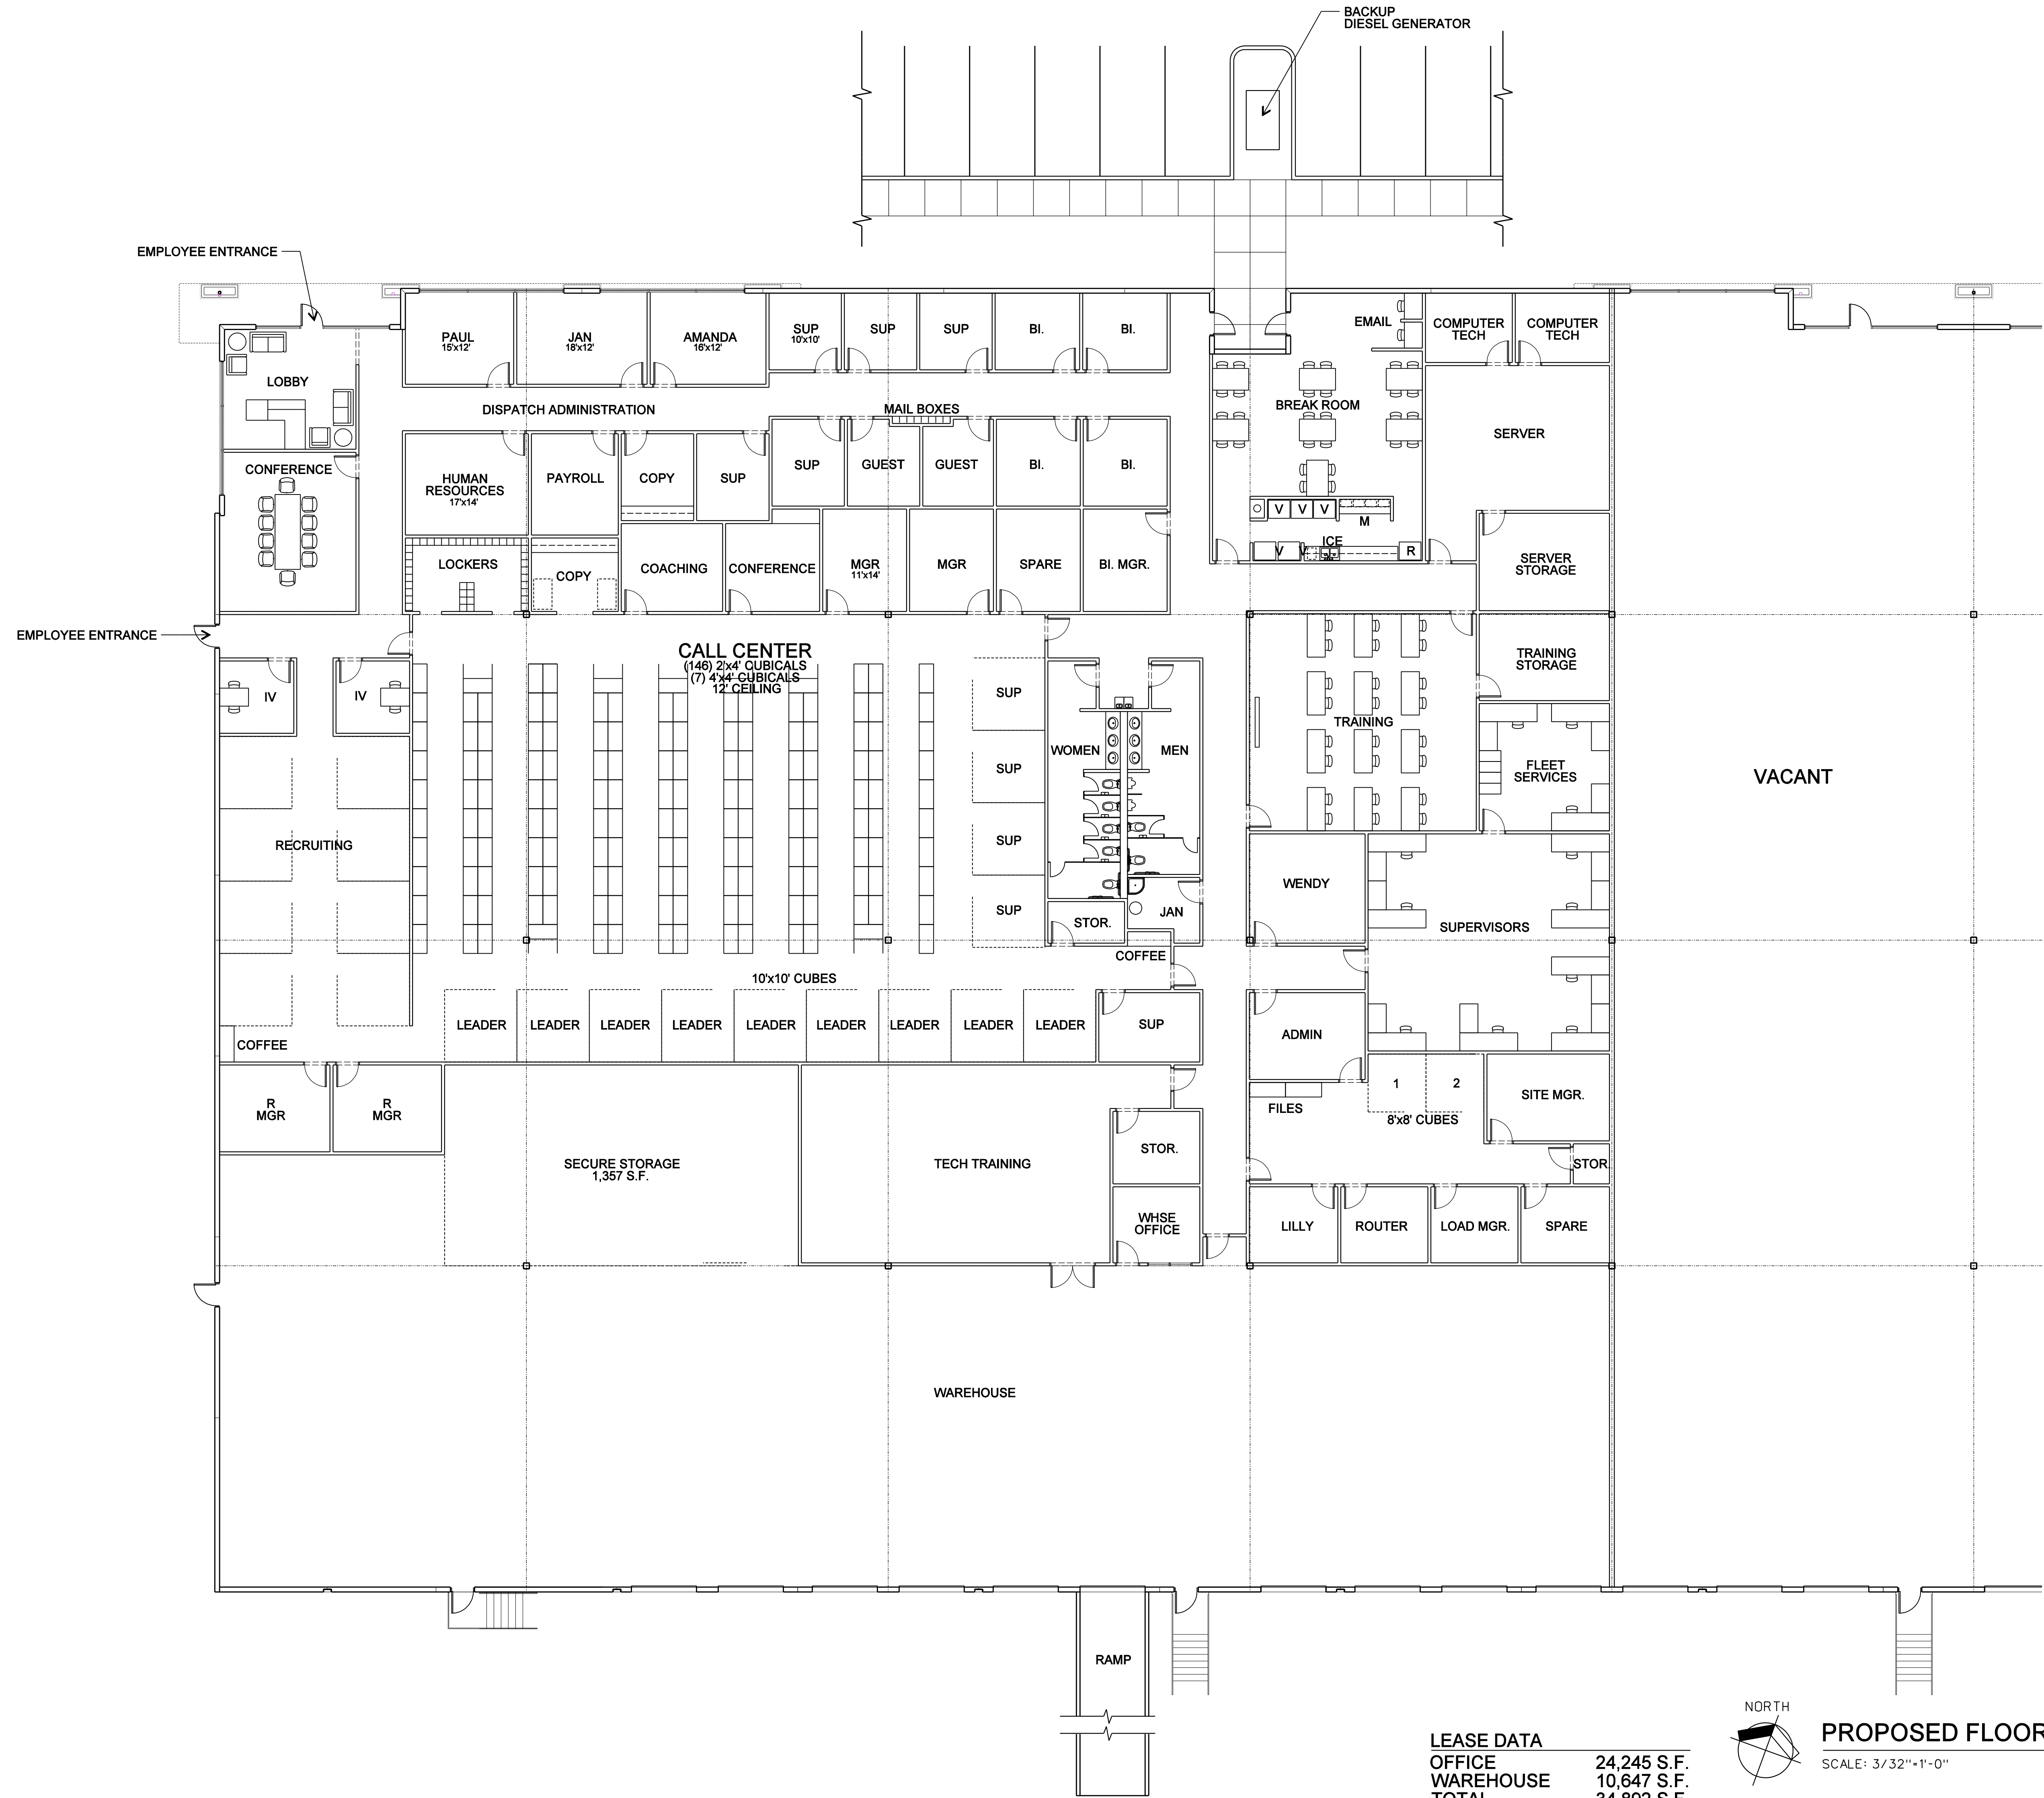 BACKUP
DIESEL GENERATOR
EMPLOYEE ENTRANCE
PAUL
15'x12'
JAN
18'x12'
AMANDA
16'x12'
SUP
10'x10'
SUP
SUP
BI.
BI.
EMAIL
COMPUTER
TECH
COMPUTER
TECH
LOBBY
DISPATCH ADMINISTRATION
MAIL BOXES
BREAK ROOM
SERVER
CONFERENCE
HUMAN
RESOURCES
17'x14'
PAYROLL
COPY
SUP
SUP
GUEST
GUEST
BI.
BI.
V
V
V
M
ICE
V
V
R
LOCKERS
COPY
COACHING
CONFERENCE
MGR
11'x14'
MGR
SPARE
BI. MGR.
SERVER
STORAGE
EMPLOYEE ENTRANCE
CALL CENTER
(146) 2'x4' CUBICALS
(7) 4'x4' CUBICALS
12' CEILING
IV
IV
SUP
SUP
SUP
SUP
WOMEN
MEN
TRAINING
TRAINING
STORAGE
FLEET
SERVICES
VACANT
RECRUITING
WENDY
STOR.
JAN
SUPERVISORS
COFFEE
10'x10' CUBES
LEADER
LEADER
LEADER
LEADER
LEADER
LEADER
LEADER
LEADER
LEADER
SUP
ADMIN
COFFEE
R
MGR
R
MGR
FILES
1
2
8'x8' CUBES
SITE MGR.
SECURE STORAGE
1,357 S.F.
TECH TRAINING
STOR.
STOR.
WHSE
OFFICE
LILLY
ROUTER
LOAD MGR.
SPARE
WAREHOUSE
RAMP
NORTH
PROPOSED FLOOR
SCALE: 3/32"=1'-0"
LEASE DATA
OFFICE 24,245 S.F.
WAREHOUSE 10,647 S.F.
TOTAL 34,892 S.F.